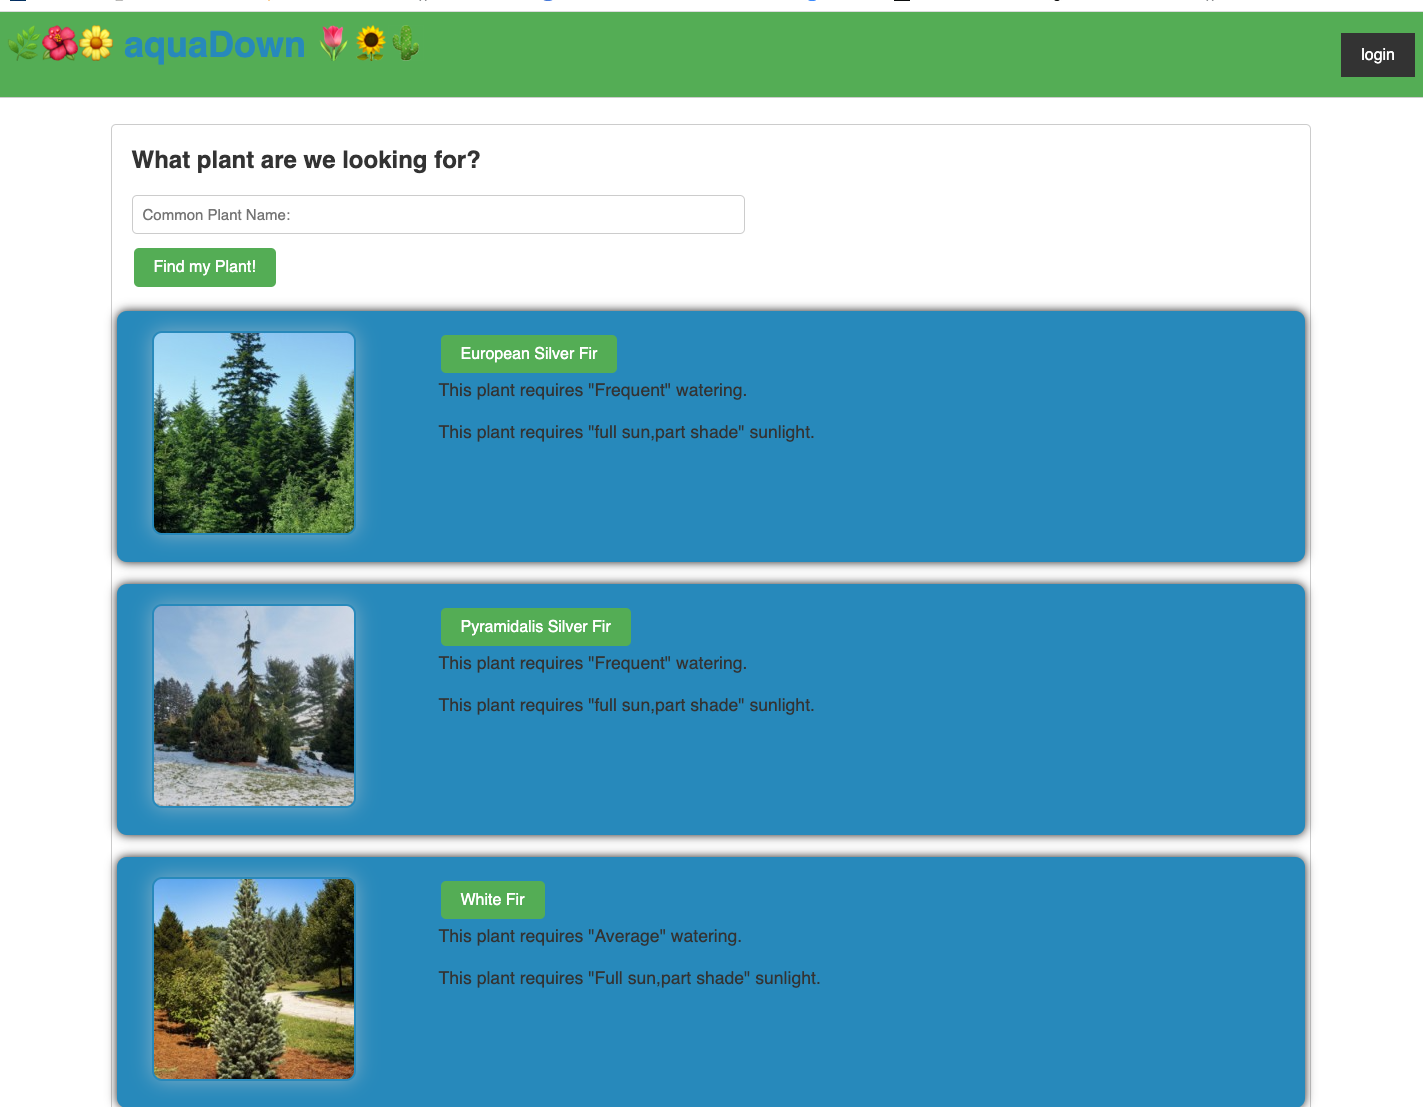 aquaDown
login
What plant are we looking for?
Common Plant Name:
Find my Plant!
European Silver Fir
This plant requires "Frequent" watering.
This plant requires "full sun,part shade" sunlight.
Pyramidalis Silver Fir
This plant requires "Frequent" watering.
This plant requires "full sun,part shade" sunlight.
White Fir
This plant requires "Average" watering.
This plant requires "Full sun,part shade" sunlight.